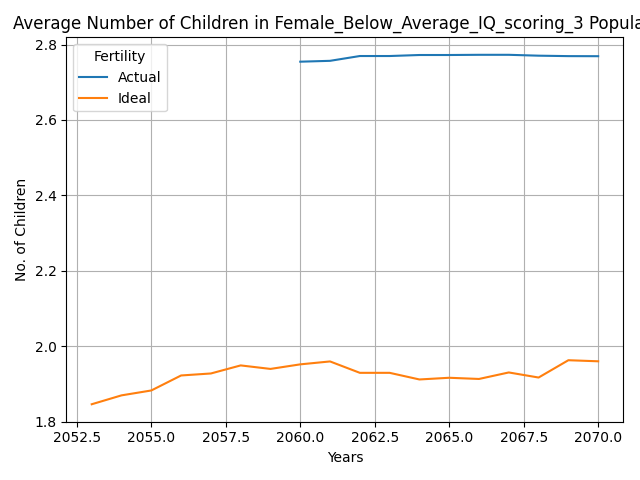 Average Number of Children in Female_Below_Average_IQ_scoring_3 Popula
Fertility
Actual
Ideal
No. of Children
2.8
2.6
2.4
2.2
2.0
1.8
2052.5 2055.0 2057.5 2060.0 2062.5 2065.0 2067.5 2070.0
Years